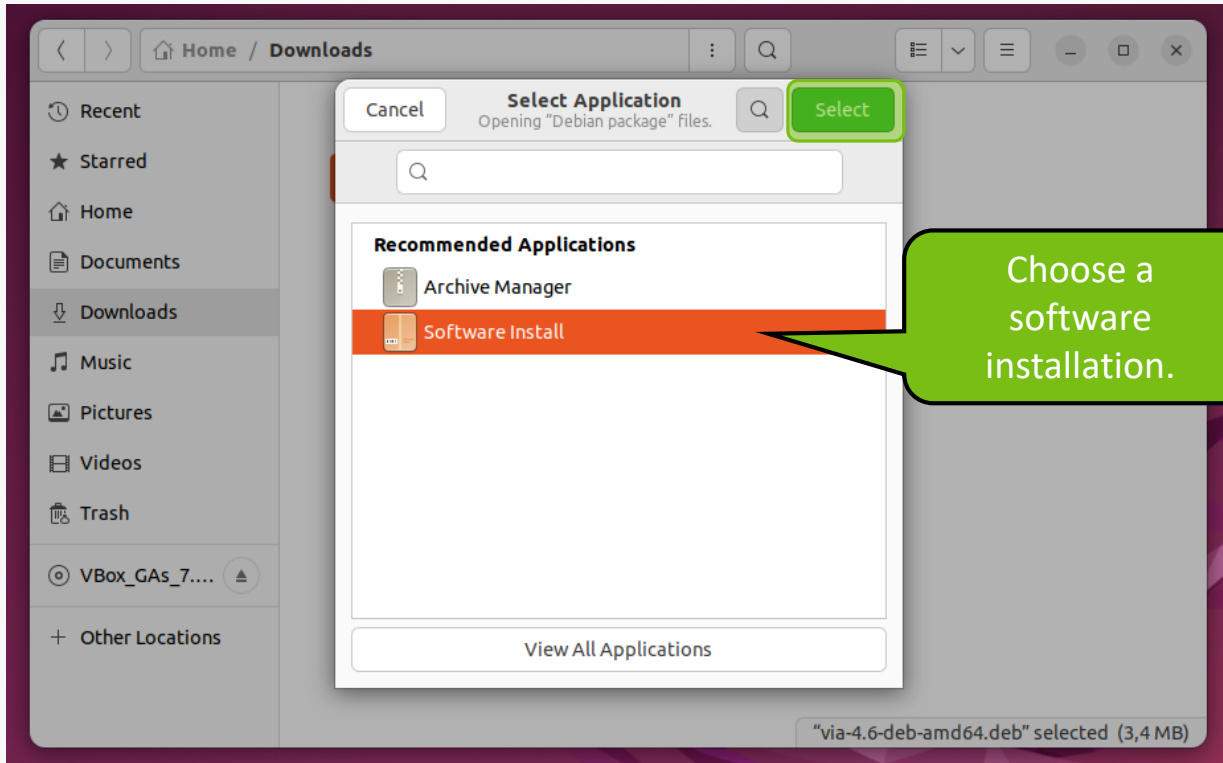 Home / Downloads
Recent
Starred
Home
Documents
Downloads
Music
Pictures
Videos
Trash
VBox_GAs_7....
+ Other Locations
Cancel
Select Application
Opening "Debian package" files.
Select
Recommended Applications
Archive Manager
Software Install
View All Applications
Choose a
software
installation.
"via-4.6-deb-amd64.deb" selected (3,4 MB)